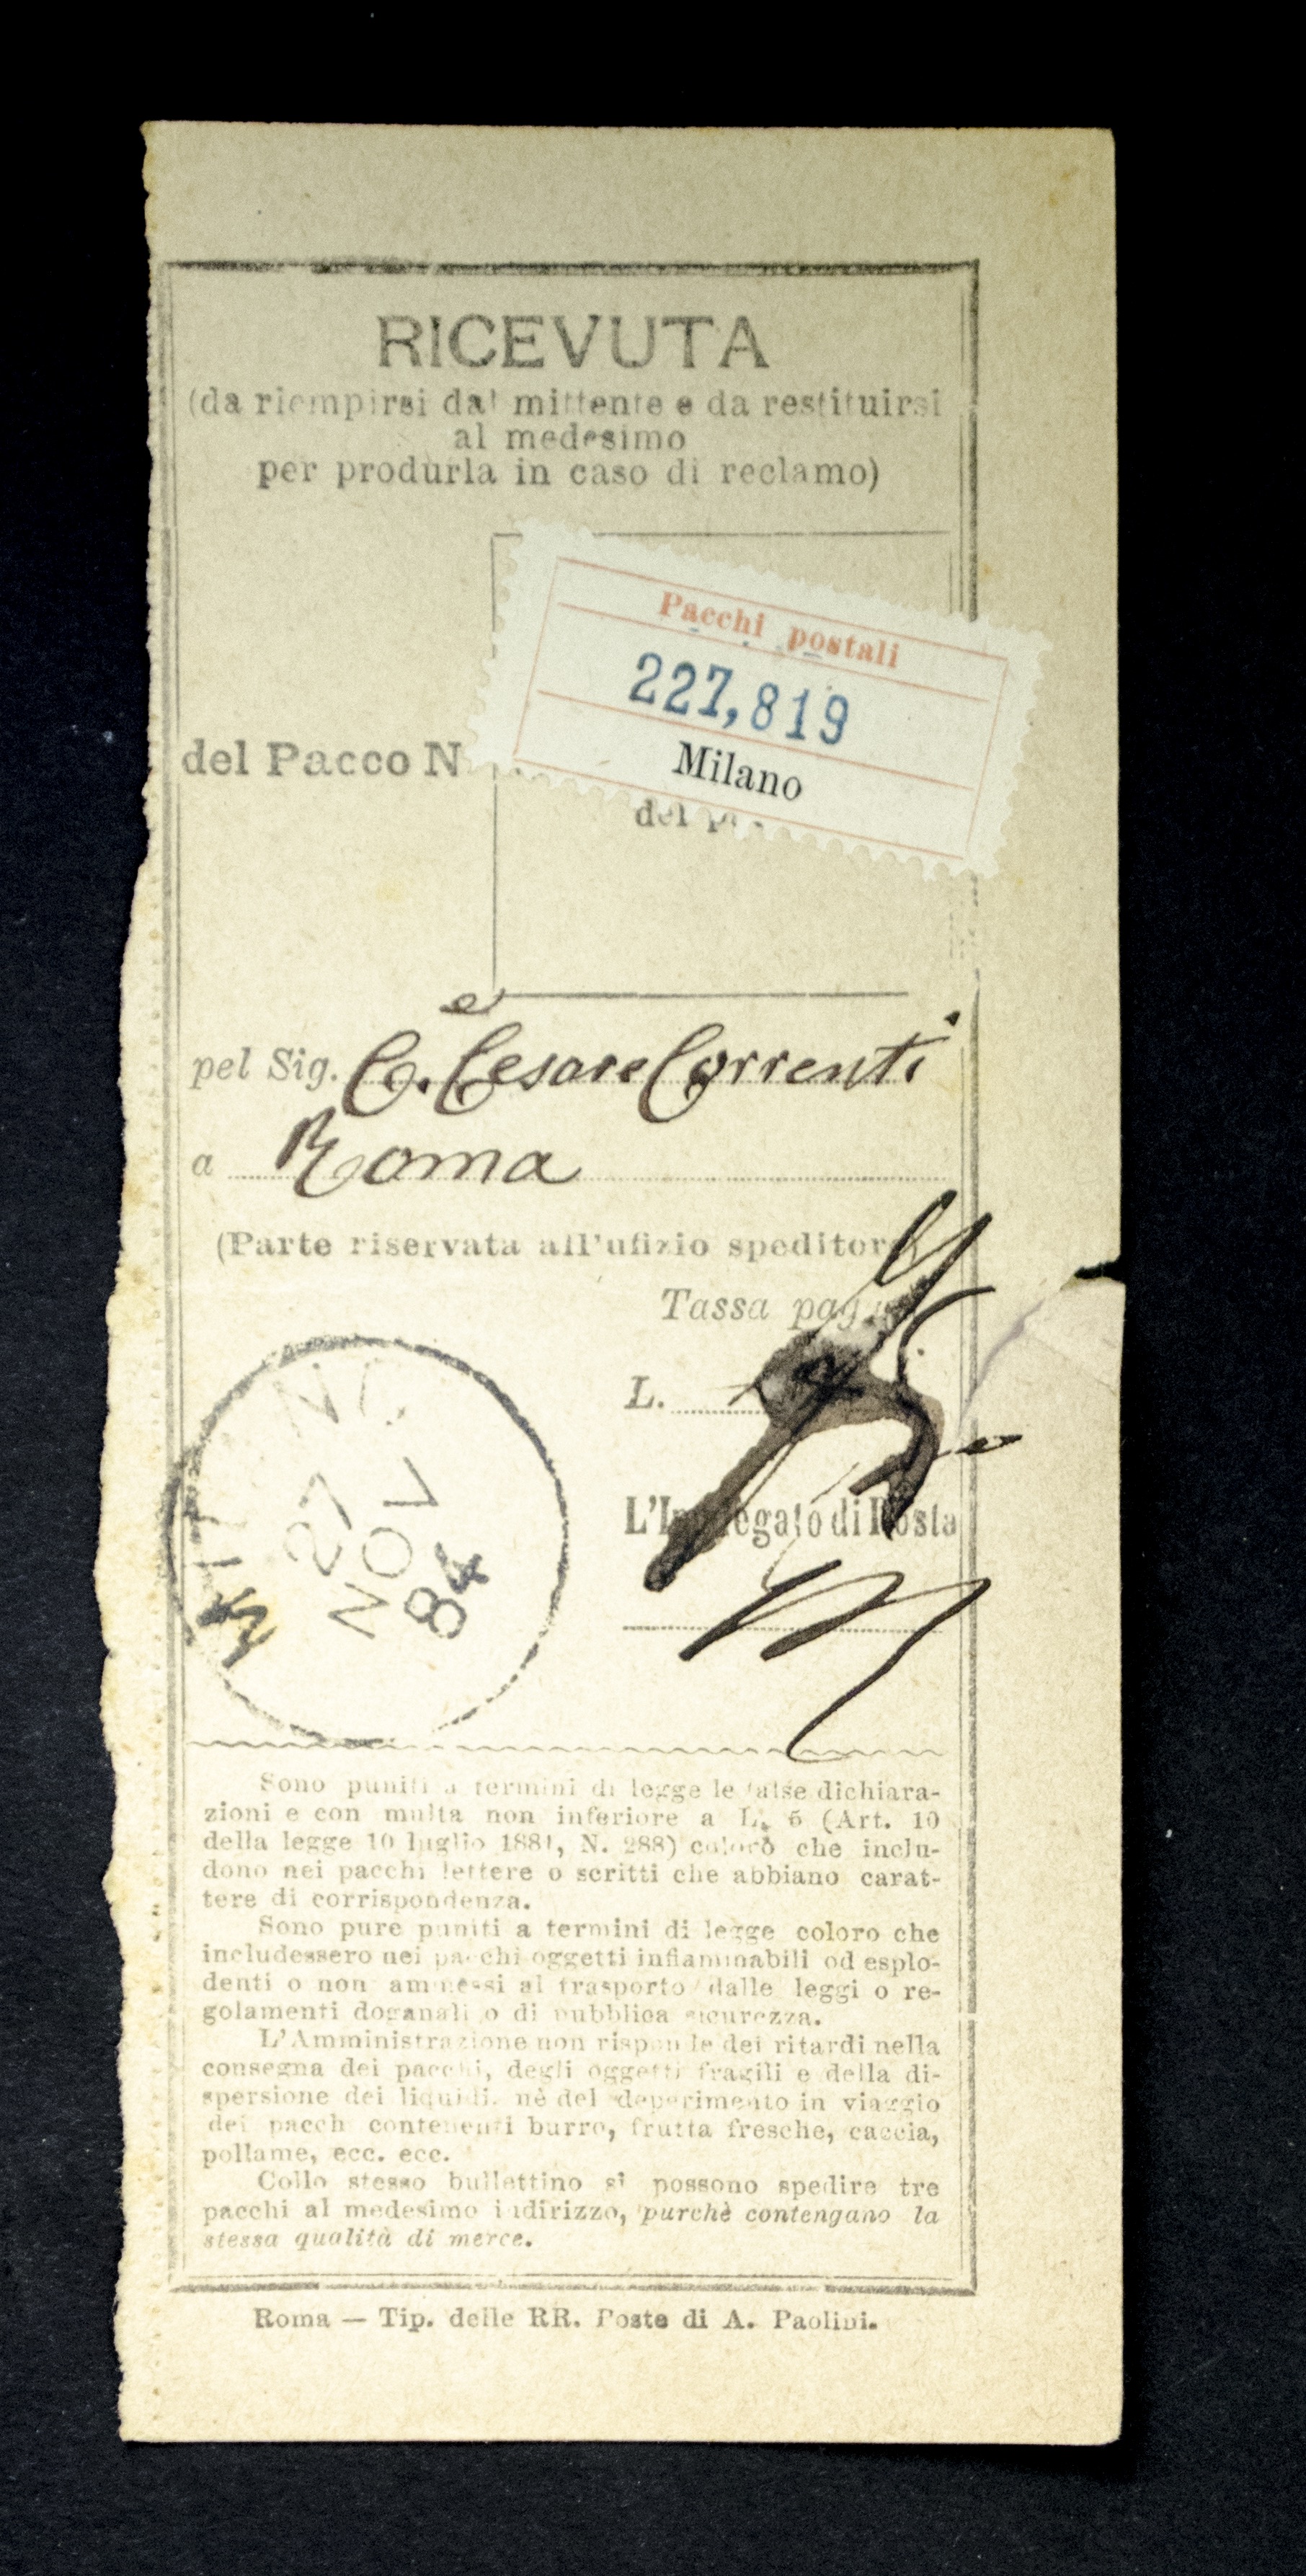 RICEVUTA
(da riempirsi dal mittente e da restituirsi
al medesimo
per produrla in caso di reclamo)
Pacchi postali
227,819
Milano
del Pacco N
del
pel Sig. C. Cesare Correnti
a Roma
(Parte riservata all'ufizio speditore)
Tassa pag
L.
L'Impiegato di Posta
MILANO
27
NOV
84
Sono puniti a termini di legge le false dichiara-
zioni e con multa non inferiore a L. 5 (Art. 10
della legge 10 luglio 1881, N. 288) colorò che inclu-
dono nei pacchi lettere o scritti che abbiano carat-
tere di corrispondenza.
Sono pure puniti a termini di legge coloro che
includessero nei pacchi oggetti infiammabili od esplo-
denti o non ammessi al trasporto dalle leggi o re-
golamenti doganali o di pubblica sicurezza.
L'Amministrazione non risponde dei ritardi nella
consegna dei pacchi, degli oggetti fragili e della di-
spersione dei liquidi, nè del deperimento in viaggio
dei pacchi contenenti burro, frutta fresche, caccia,
pollame, ecc. ecc.
Collo stesso bullettino si possono spedire tre
pacchi al medesimo indirizzo, purchè contengano la
stessa qualità di merce.
Roma — Tip. delle RR. Poste di A. Paolini.